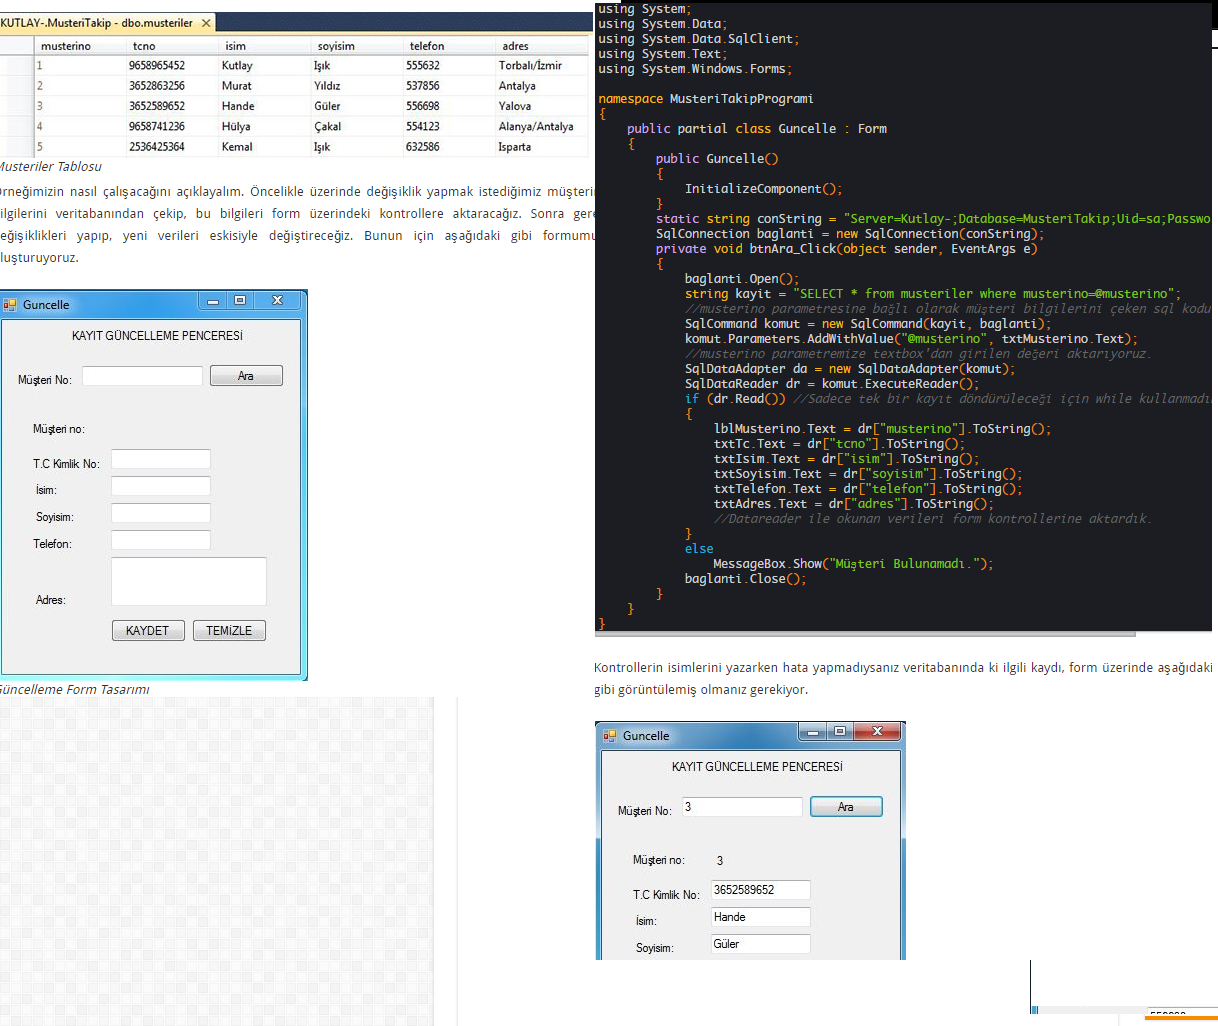 KUTLAY-.MusteriTakip - dbo.musteriler
musterino tcno isim soyisim telefon adres
1 9658965452 Kutlay Işık 555632 Torbalı/İzmir
2 3652863256 Murat Yıldız 537856 Antalya
3 3652589652 Hande Güler 556698 Yalova
4 9658741236 Hülya Çakal 554123 Alanya/Antalya
5 2536425364 Kemal Işık 632586 Isparta
Musteriler Tablosu
rneğimizin nasıl çalışacağını açıklayalım. Öncelikle üzerinde değişiklik yapmak istediğimiz müşterin
ilgilerini veritabanından çekip, bu bilgileri form üzerindeki kontrollere aktaracağız. Sonra gere
eğişiklikleri yapıp, yeni verileri eskisiyle değiştireceğiz. Bunun için aşağıdaki gibi formumu
luşturuyoruz.
Guncelle
KAYIT GÜNCELLEME PENCERESİ
Müşteri No: Ara
Müşteri no:
T.C Kimlik No:
İsim:
Soyisim:
Telefon:
Adres:
KAYDET TEMİZLE
Güncelleme Form Tasarımı
using System;
using System.Data;
using System.Data.SqlClient;
using System.Text;
using System.Windows.Forms;
namespace MusteriTakipProgrami
{
public partial class Guncelle : Form
{
public Guncelle()
{
InitializeComponent();
}
static string conString = "Server=Kutlay-;Database=MusteriTakip;Uid=sa;Passwo
SqlConnection baglanti = new SqlConnection(conString);
private void btnAra_Click(object sender, EventArgs e)
{
baglanti.Open();
string kayit = "SELECT * from musteriler where musterino=@musterino";
//musterino parametresine bağlı olarak müşteri bilgilerini çeken sql kodu
SqlCommand komut = new SqlCommand(kayit, baglanti);
komut.Parameters.AddWithValue("@musterino", txtMusterino.Text);
//musterino parametremize textbox'dan girilen değeri aktarıyoruz.
SqlDataAdapter da = new SqlDataAdapter(komut);
SqlDataReader dr = komut.ExecuteReader();
if (dr.Read()) //Sadece tek bir kayıt döndürüleceği için while kullanmadı
{
lblMusterino.Text = dr["musterino"].ToString();
txtTc.Text = dr["tcno"].ToString();
txtIsim.Text = dr["isim"].ToString();
txtSoyisim.Text = dr["soyisim"].ToString();
txtTelefon.Text = dr["telefon"].ToString();
txtAdres.Text = dr["adres"].ToString();
//Datareader ile okunan verileri form kontrollerine aktardık.
}
else
MessageBox.Show("Müşteri Bulunamadı.");
baglanti.Close();
}
}
}
Kontrollerin isimlerini yazarken hata yapmadıysanız veritabanında ki ilgili kaydı, form üzerinde aşağıdaki
gibi görüntülemiş olmanız gerekiyor.
Guncelle
KAYIT GÜNCELLEME PENCERESİ
Müşteri No: 3 Ara
Müşteri no: 3
T.C Kimlik No: 3652589652
İsim: Hande
Soyisim: Güler